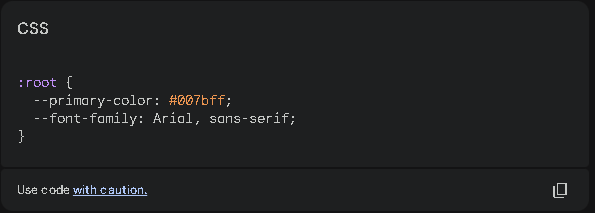 CSS
:root {
  --primary-color: #007bff;
  --font-family: Arial, sans-serif;
}
Use code with caution.